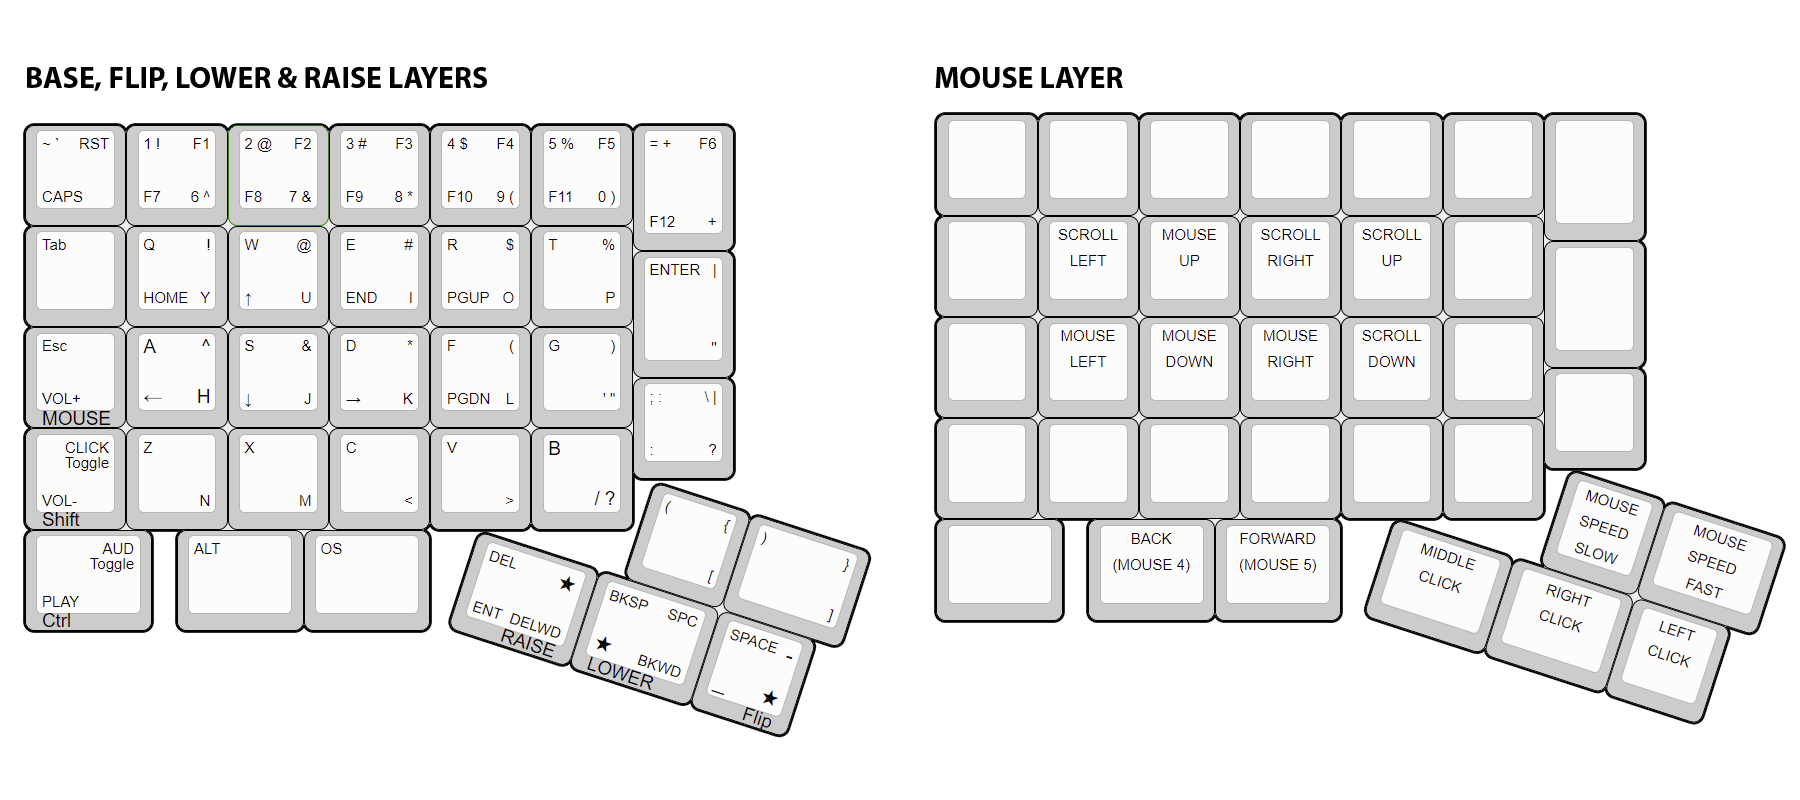 BASE, FLIP, LOWER & RAISE LAYERS
~ ` RST
CAPS
1 ! F1
F7 6 ^
2 @ F2
F8 7 &
3 # F3
F9 8 *
4 $ F4
F10 9 (
5 % F5
F11 0 )
= + F6
F12 +
Tab
Q !
HOME Y
W @
↑ U
E #
END I
R $
PGUP O
T %
P
ENTER |
"
Esc
VOL+
MOUSE
A ^
← H
S &
↓ J
D *
→ K
F (
PGDN L
G )
' "
; : \ |
: ?
CLICK
Toggle
VOL-
Shift
Z
N
X
M
C
<
V
>
B
/ ?
AUD
Toggle
PLAY
Ctrl
ALT
OS
(
{
[
)
}
]
DEL
★
ENT DELWD
RAISE
BKSP SPC
★ BKWD
LOWER
SPACE -
_ ★
Flip
MOUSE LAYER
SCROLL
LEFT
MOUSE
UP
SCROLL
RIGHT
SCROLL
UP
MOUSE
LEFT
MOUSE
DOWN
MOUSE
RIGHT
SCROLL
DOWN
BACK
(MOUSE 4)
FORWARD
(MOUSE 5)
MOUSE
SPEED
SLOW
MOUSE
SPEED
FAST
MIDDLE
CLICK
RIGHT
CLICK
LEFT
CLICK